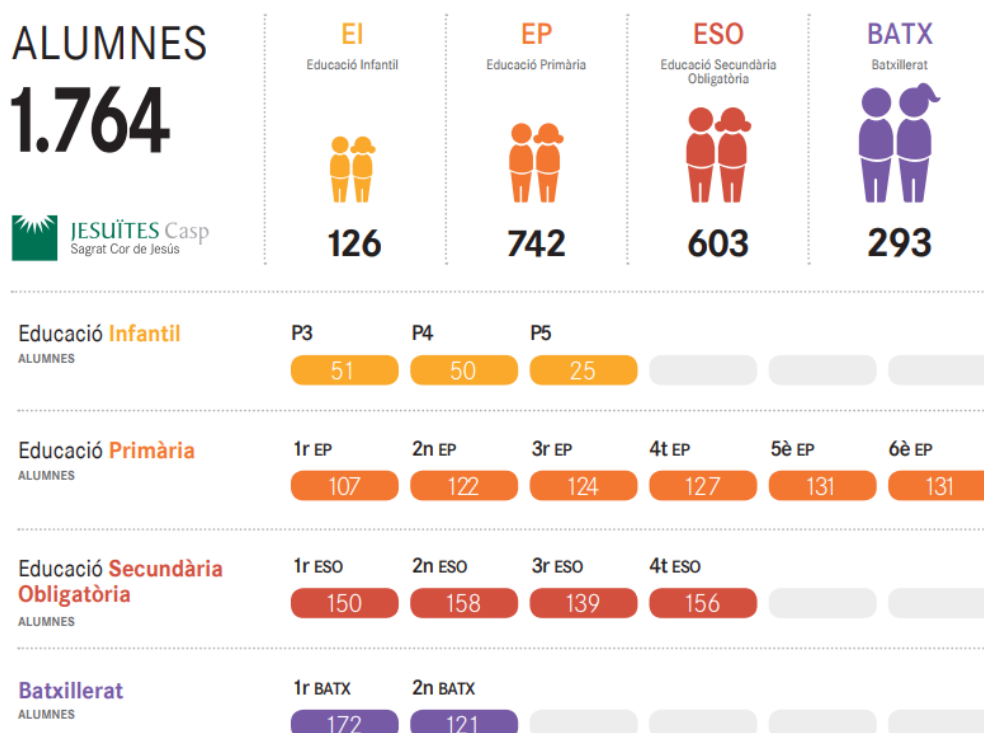 ALUMNES
1.764
JESUÏTES Casp
Sagrat Cor de Jesús
EI
Educació Infantil
126
EP
Educació Primària
742
ESO
Educació Secundària
Obligatòria
603
BATX
Batxillerat
293
Educació Infantil
ALUMNES
P3 P4 P5
51 50 25
Educació Primària
ALUMNES
1r EP 2n EP 3r EP 4t EP 5è EP 6è EP
107 122 124 127 131 131
Educació Secundària
Obligatòria
ALUMNES
1r ESO 2n ESO 3r ESO 4t ESO
150 158 139 156
Batxillerat
ALUMNES
1r BATX 2n BATX
172 121